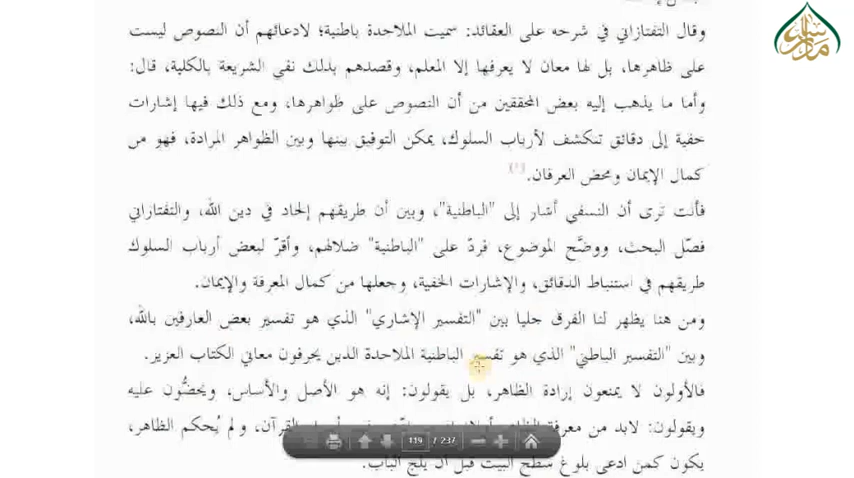 وقال التفتازاني في شرحه على العقائد: سميت الملاحدة باطنية؛ لادعائهم أن النصوص ليست
على ظاهرها، بل لها معان لا يعرفها إلا المعلم، وقصدهم بذلك نفي الشريعة بالكلية، قال:
وأما ما يذهب إليه بعض المحققين من أن النصوص على ظواهرها، ومع ذلك فيها إشارات
خفية إلى دقائق تنكشف لأرباب السلوك، يمكن التوفيق بينها وبين الظواهر المرادة، فهو من
كمال الإيمان ومحض العرفان.(١)
فأنت ترى أن النسفي أشار إلى "الباطنية"، وبين أن طريقهم إلحاد في دين الله، والتفتازاني
فصّل البحث، ووضَّح الموضوع، فردّ على "الباطنية" ضلالهم، وأقرّ لبعض أرباب السلوك
طريقهم في استنباط الدقائق، والإشارات الخفية، وجعلها من كمال المعرفة والإيمان.
ومن هنا يظهر لنا الفرق جليا بين "التفسير الإشاري" الذي هو تفسير بعض العارفين بالله،
وبين "التفسير الباطني" الذي هو تفسير الباطنية الملاحدة الذين يحرفون معاني الكتاب العزيز.
فالأولون لا يمنعون إرادة الظاهر، بل يقولون: إنه هو الأصل والأساس، ويحضُّون عليه
ويقولون: لابد من معرفة القرآن، ولم يُحكم الظاهر،
يكون كمن ادعى بلوغ سطح البيت قبل أن يلج الباب.
119 / 237